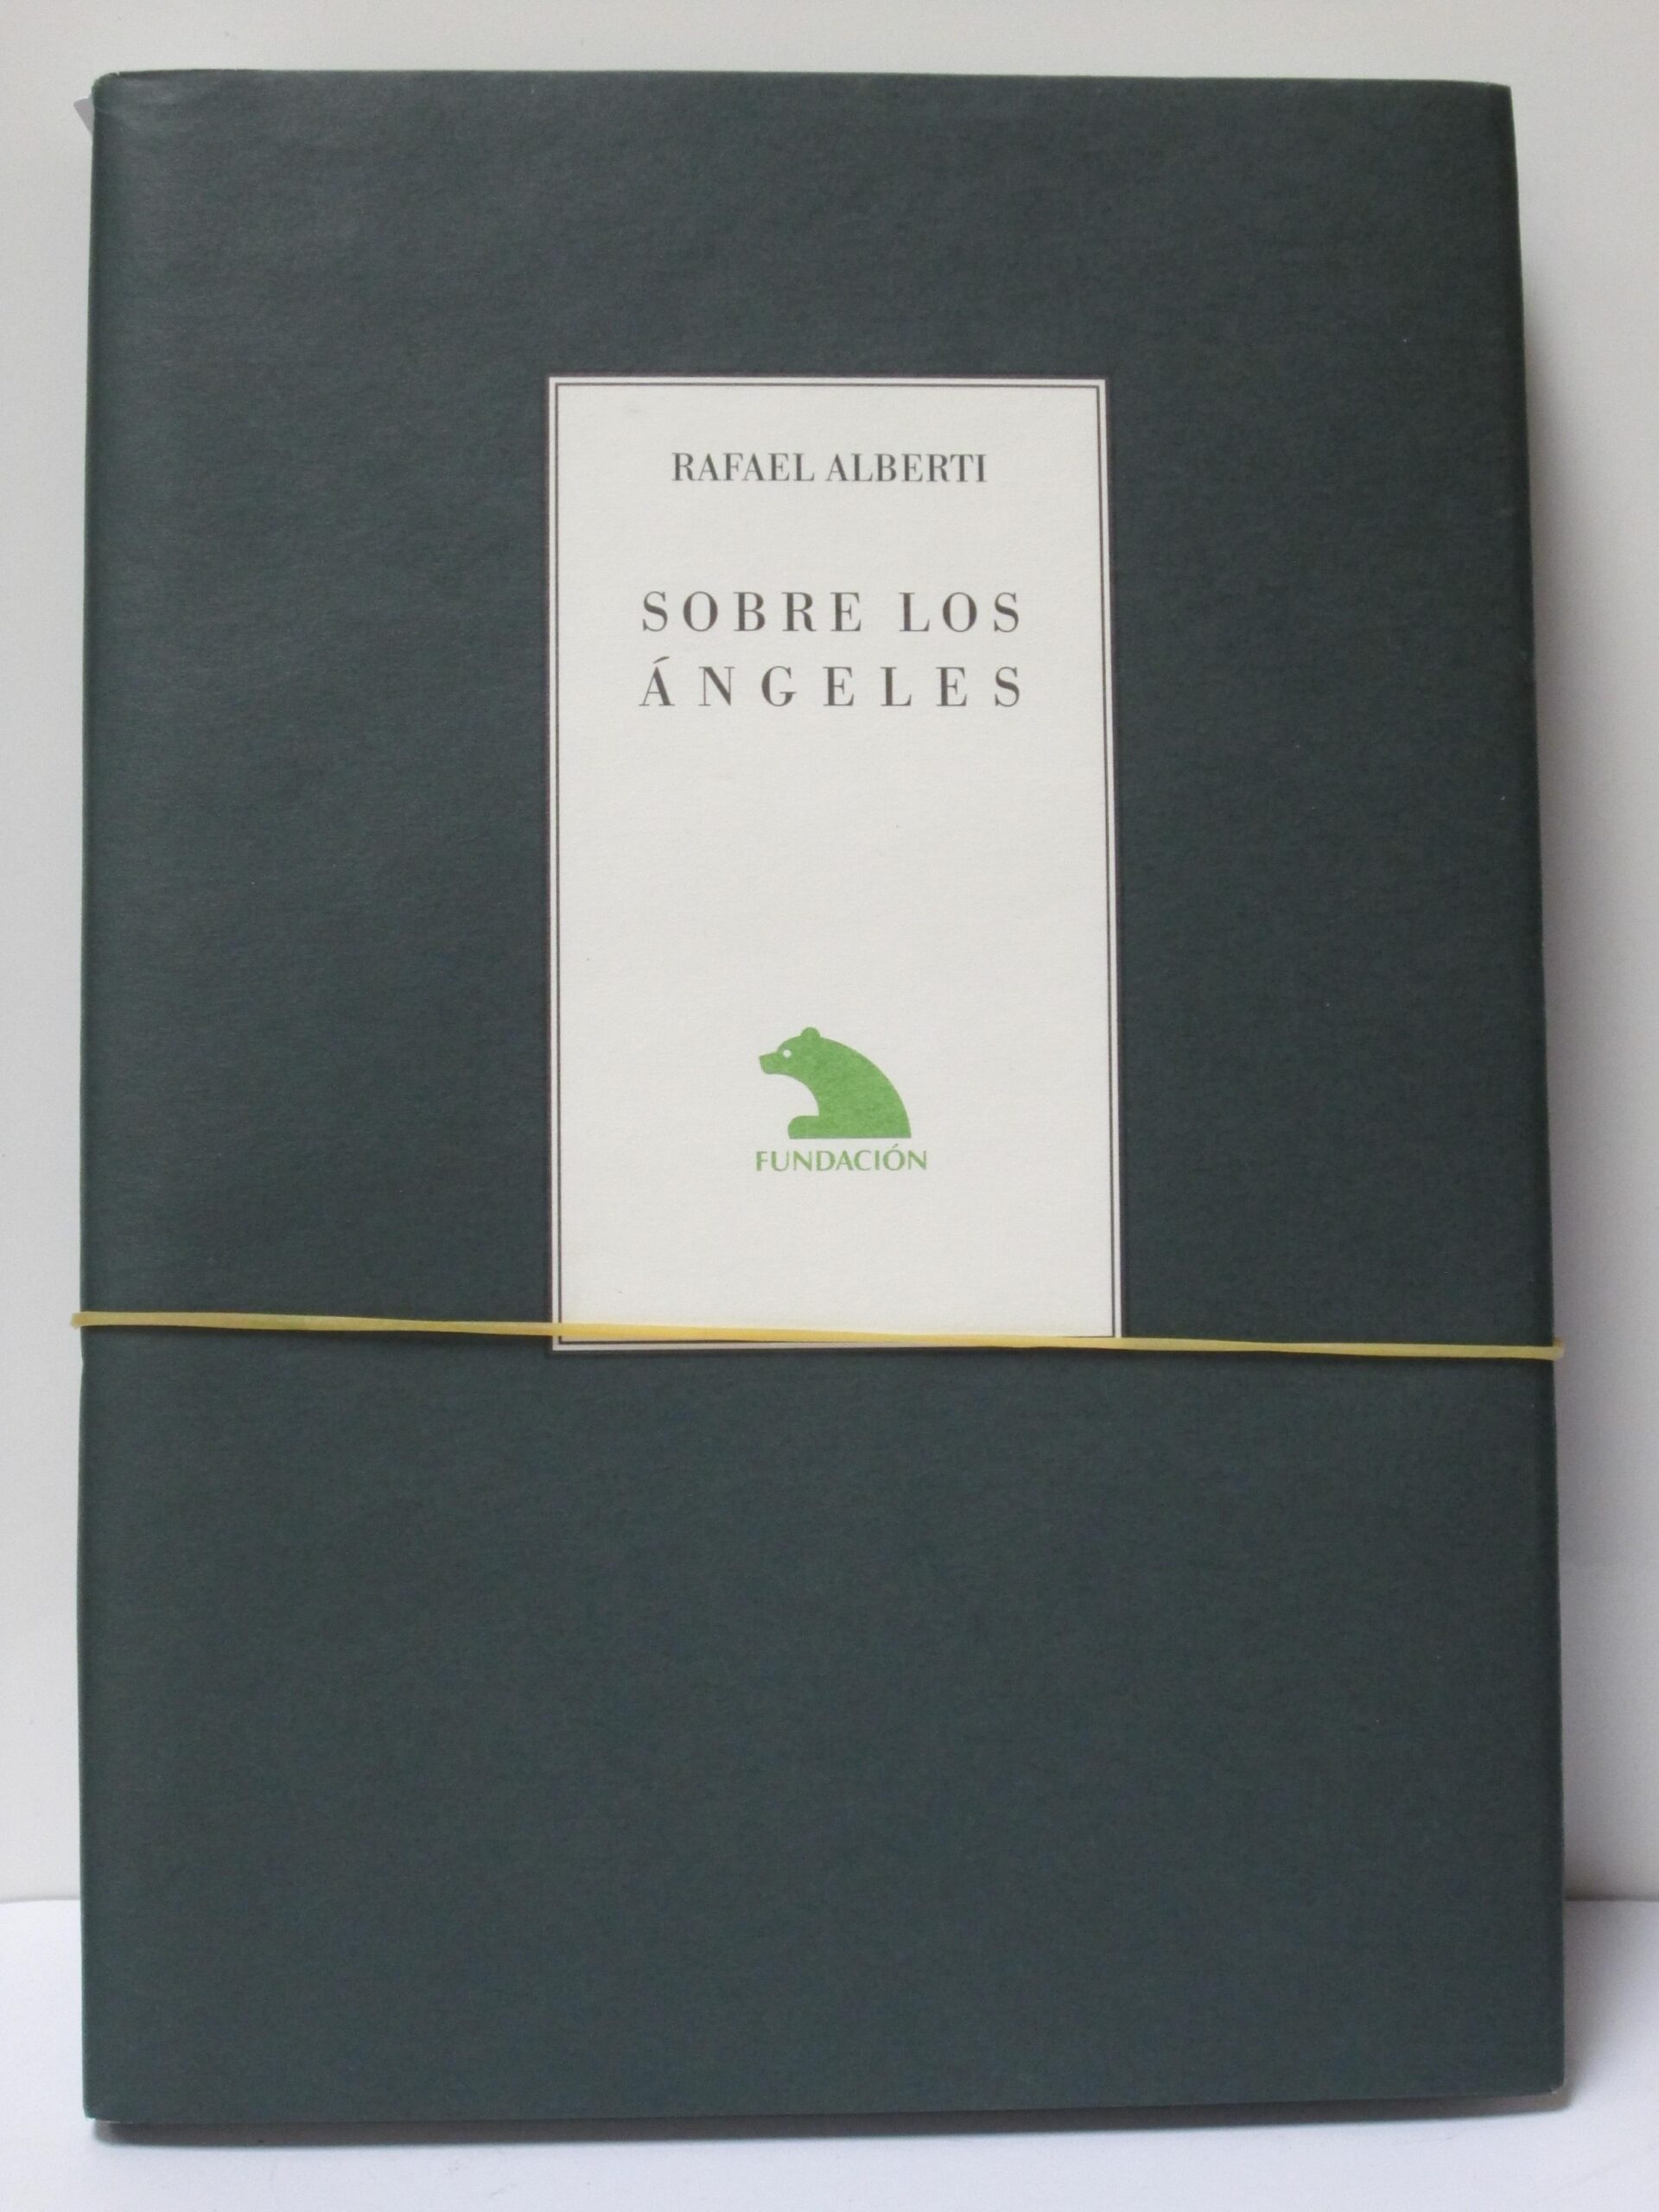 RAFAEL ALBERTI
SOBRE LOS
ÁNGELES
FUNDACIÓN